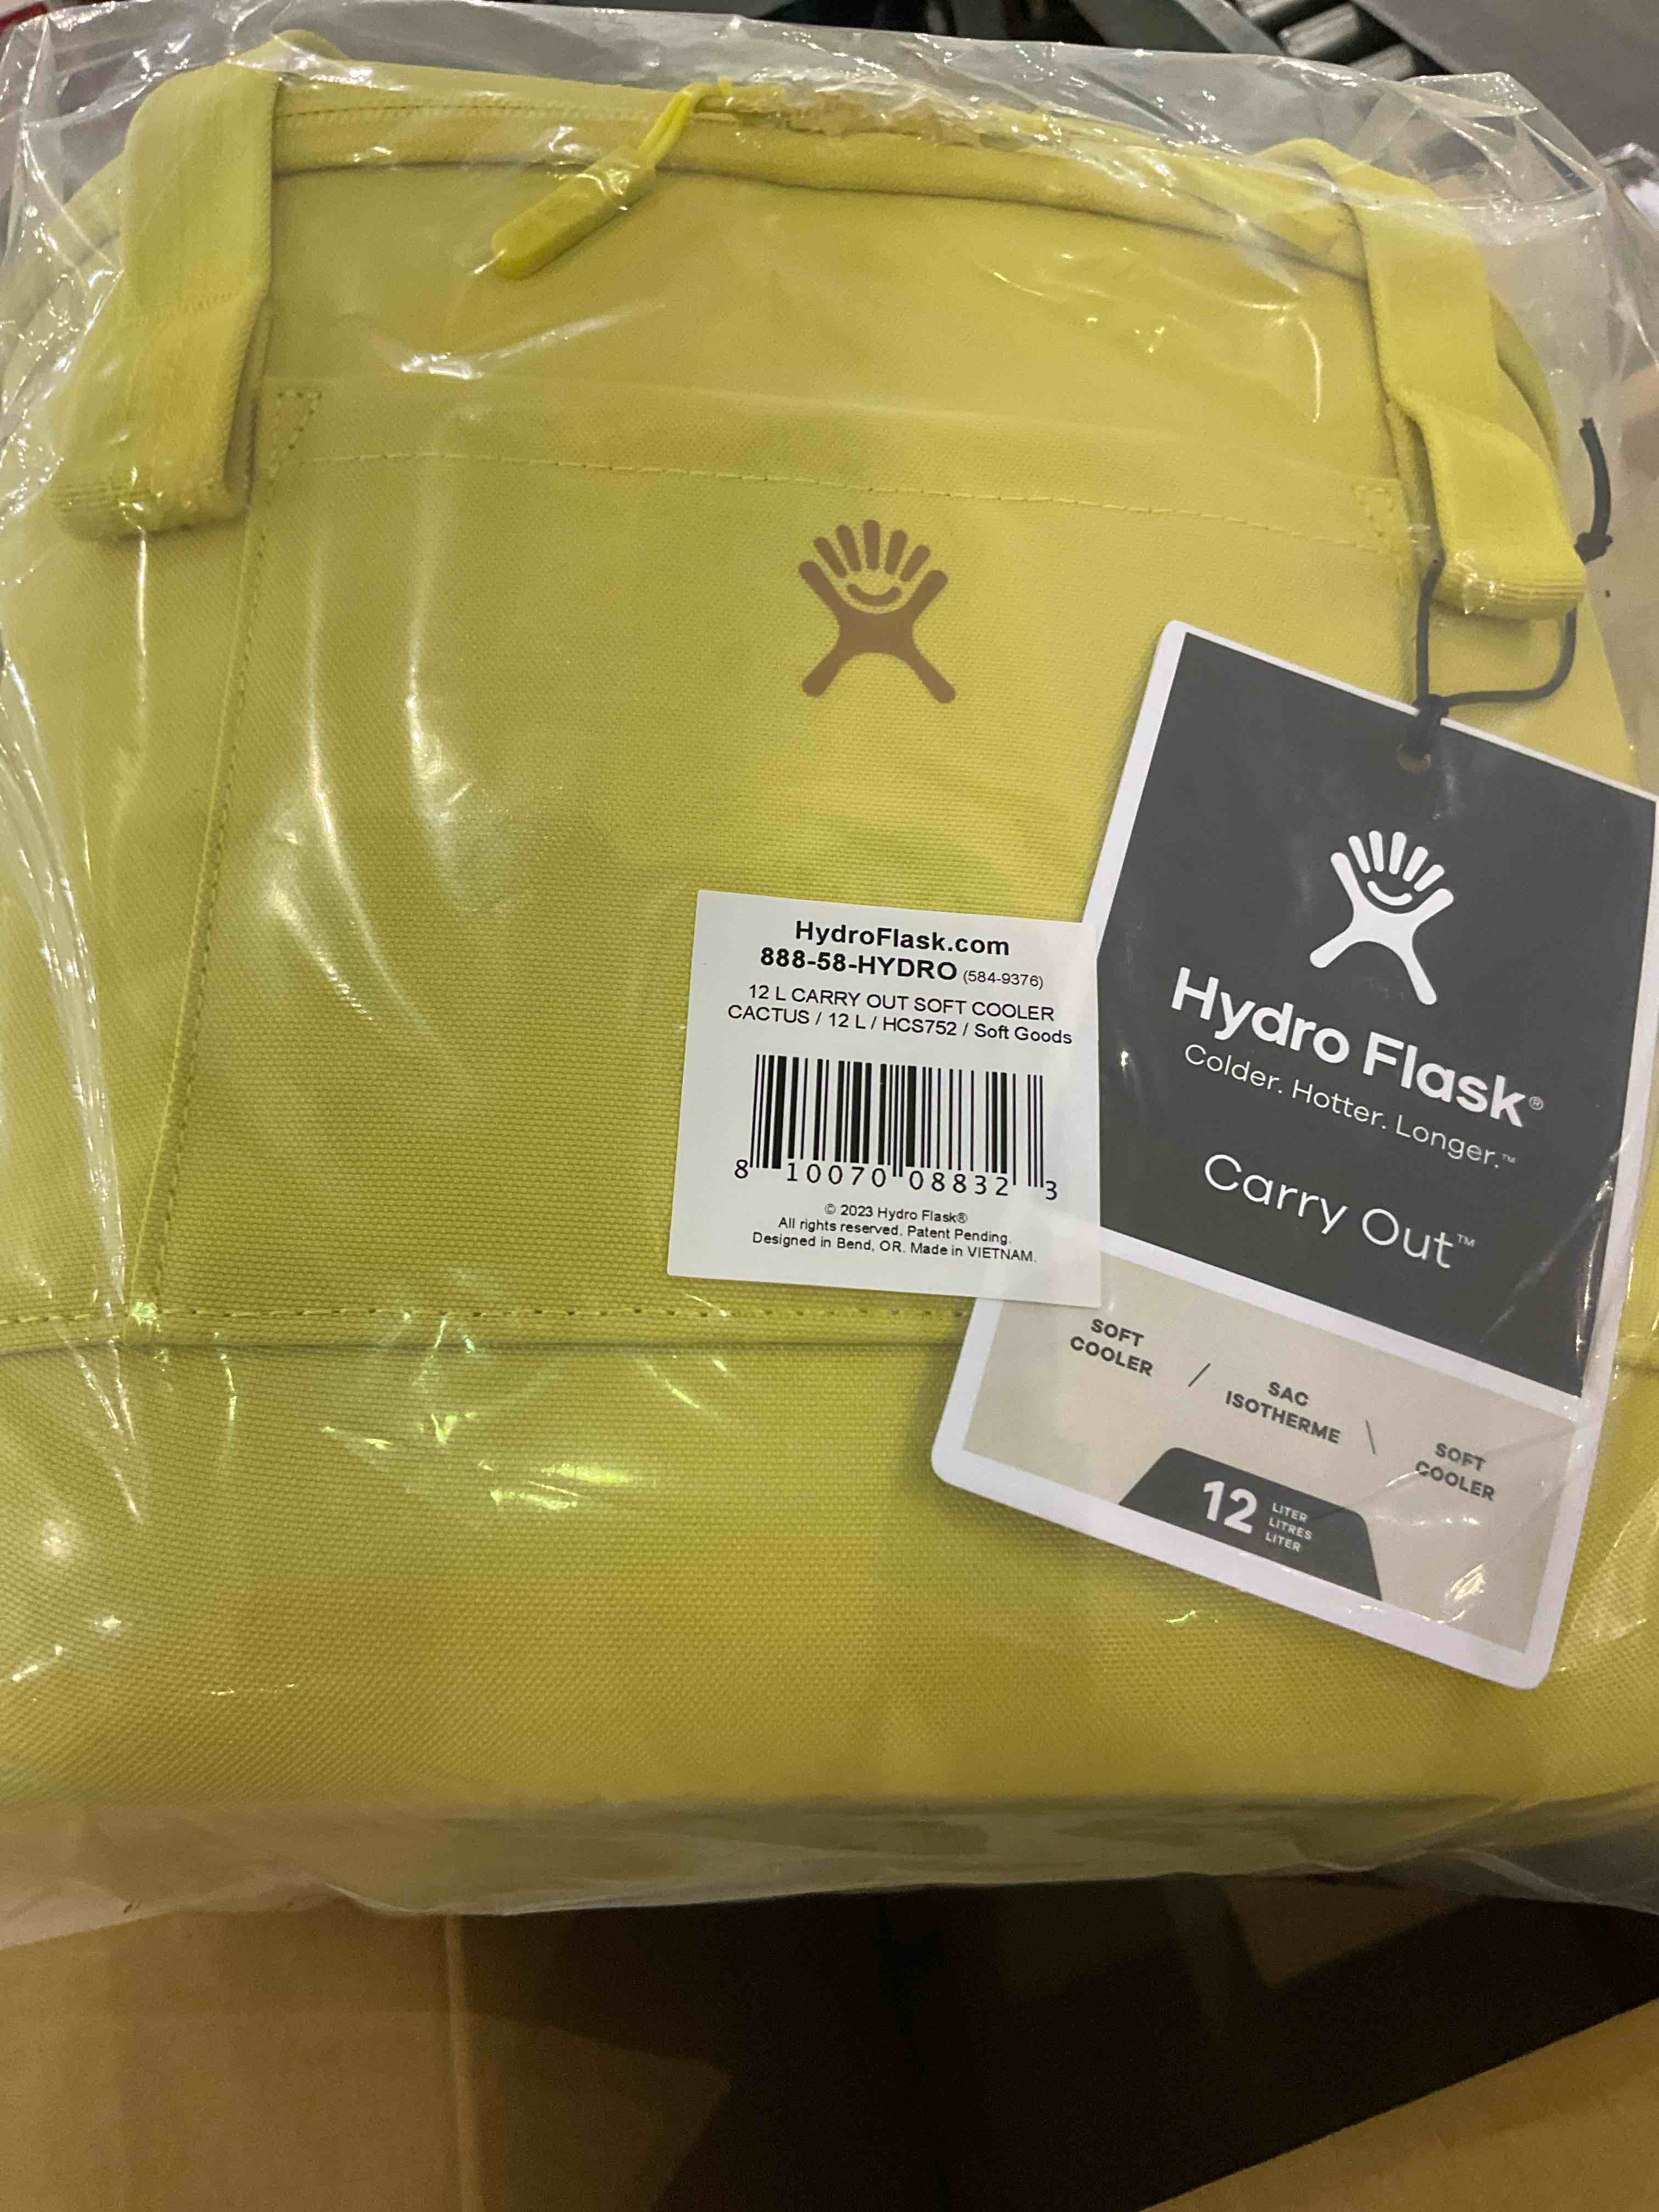 HydroFlask.com
888-58-HYDRO (584-9376)
12 L CARRY OUT SOFT COOLER
CACTUS / 12 L / HCS752 / Soft Goods
8 10070 08832 3
© 2023 Hydro Flask®
All rights reserved. Patent Pending.
Designed in Bend, OR. Made in VIETNAM.
Hydro Flask®
Colder. Hotter. Longer.™
Carry Out™
SOFT
COOLER /
SAC
ISOTHERME \
SOFT
COOLER
12 LITER
LITRES
LITER